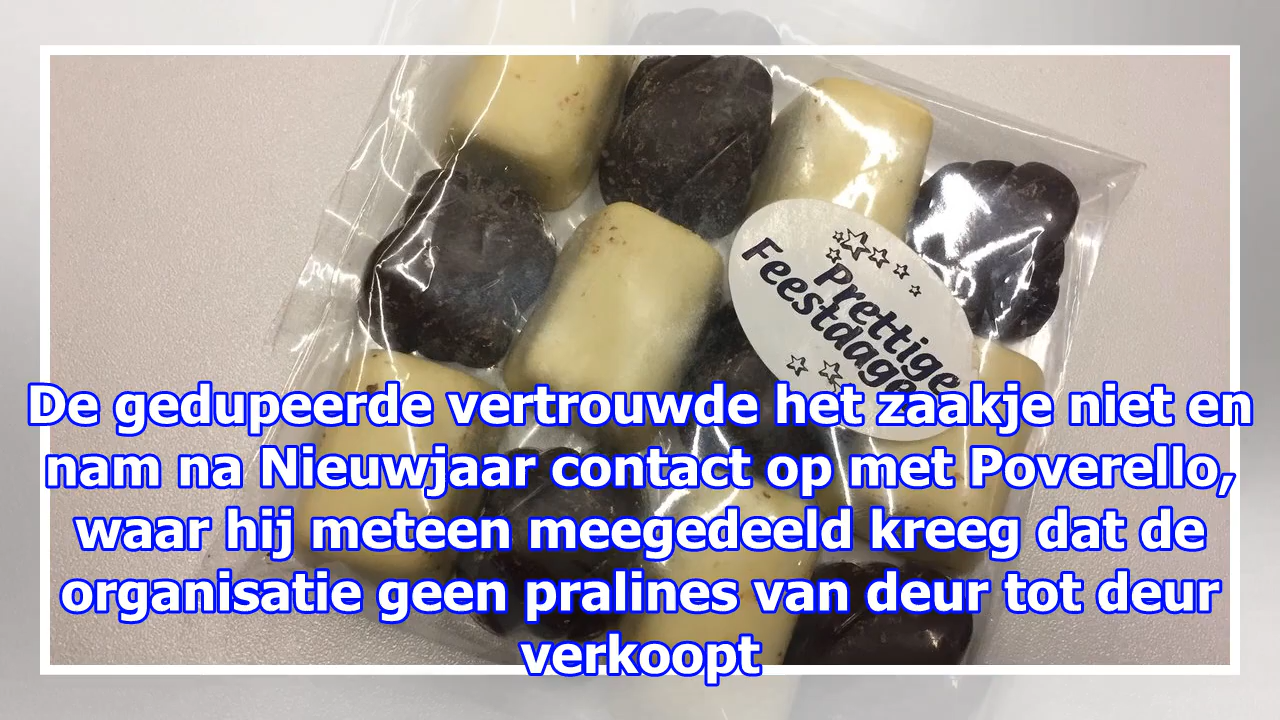 Prettige
Feestdage
De gedupeerde vertrouwde het zaakje niet en
nam na Nieuwjaar contact op met Poverello,
waar hij meteen meegedeeld kreeg dat de
organisatie geen pralines van deur tot deur
verkoopt